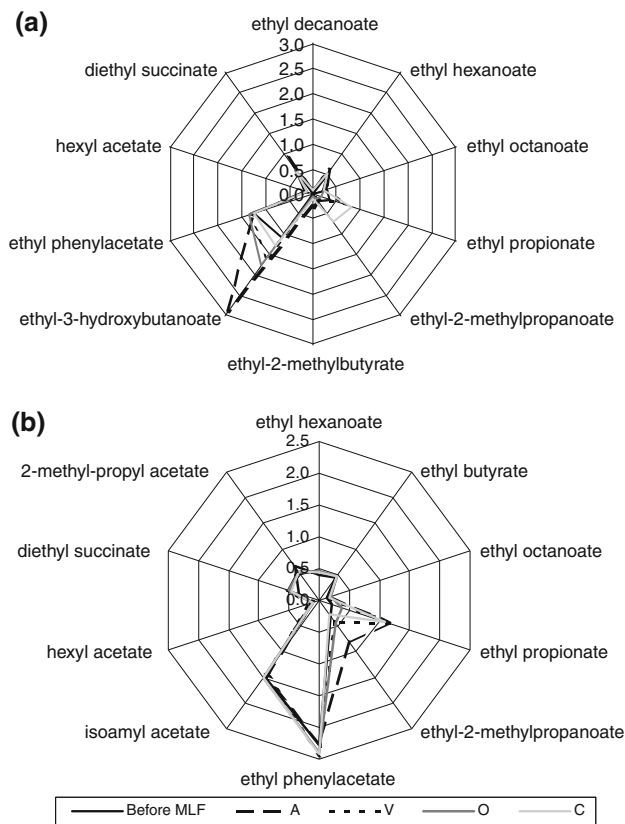 (a)
ethyl decanoate
3.0
diethyl succinate
ethyl hexanoate
2.5
2.0
1.5
hexyl acetate
ethyl octanoate
1.0
0.5
0.0
ethyl phenylacetate
ethyl propionate
ethyl-3-hydroxybutanoate
ethyl-2-methylpropanoate
ethyl-2-methylbutyrate
(b)
ethyl hexanoate
2.5
2-methyl-propyl acetate
ethyl butyrate
2.0
1.5
diethyl succinate
ethyl octanoate
1.0
0.5
0.0
hexyl acetate
ethyl propionate
isoamyl acetate
ethyl-2-methylpropanoate
ethyl phenylacetate
Before MLF A V O C